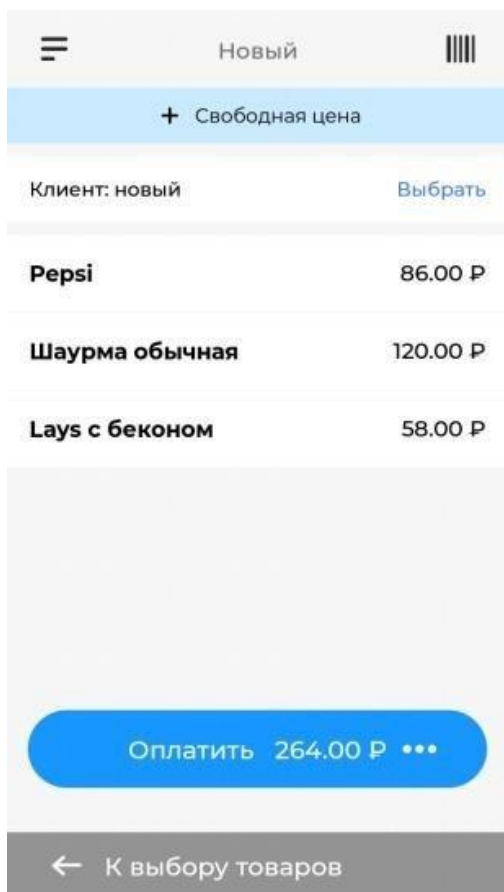 Новый
+ Свободная цена
Клиент: новый Выбрать
Pepsi 86.00 ₽
Шаурма обычная 120.00 ₽
Lays с беконом 58.00 ₽
Оплатить 264.00 ₽ •••
← К выбору товаров